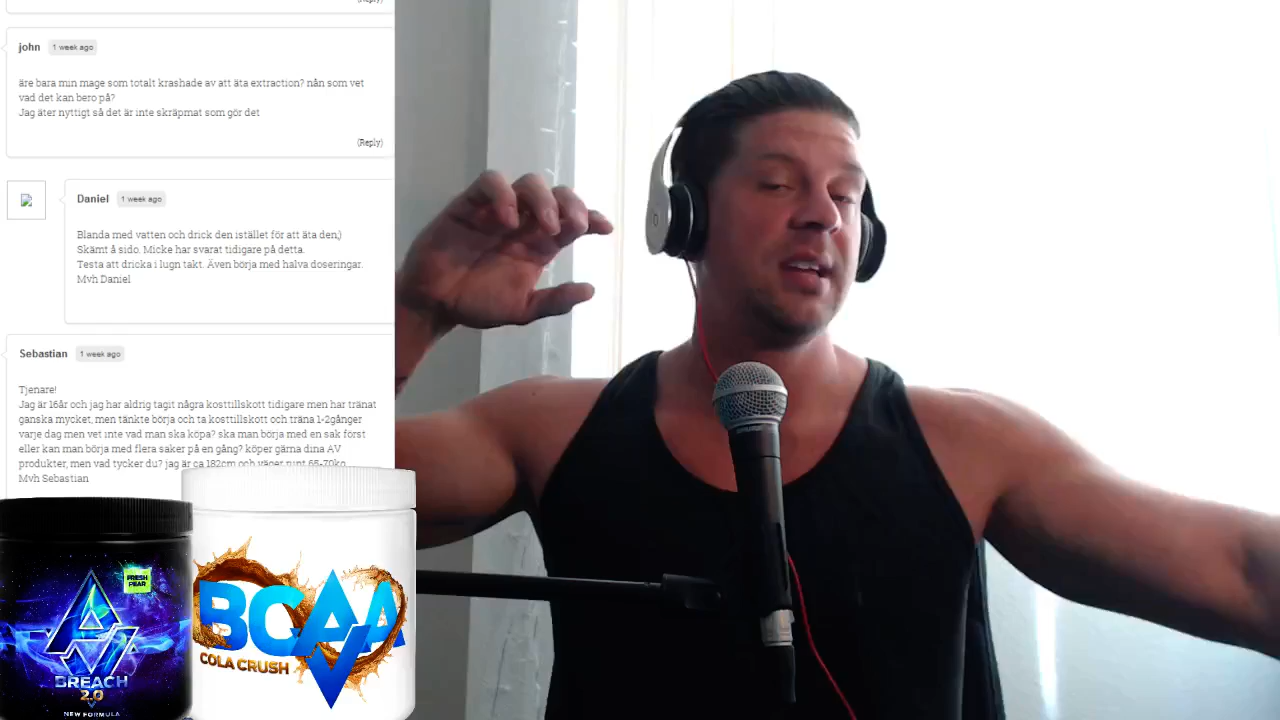 (Reply)
john 1 week ago
äre bara min mage som totalt krashade av att äta extraction? nån som vet
vad det kan bero på?
Jag äter nyttigt så det är inte skräpmat som gör det
(Reply)
Daniel 1 week ago
Blanda med vatten och drick den istället för att äta den;)
Skämt å sido. Micke har svarat tidigare på detta.
Testa att dricka i lugn takt. Även börja med halva doseringar.
Mvh Daniel
Sebastian 1 week ago
Tjenare!
Jag är 16år och jag har aldrig tagit några kosttillskott tidigare men har tränat
ganska mycket, men tänkte börja och ta kosttillskott och träna 1-2gånger
varje dag men vet inte vad man ska köpa? ska man börja med en sak först
eller kan man börja med flera saker på en gång? köper gärna dina AV
produkter, men vad tycker du? jag är ca 182cm och väger runt 66-70kg
Mvh Sebastian
FRESH
PEAR
AV
BREACH
2.0
NEW FORMULA
BCAA
COLA CRUSH